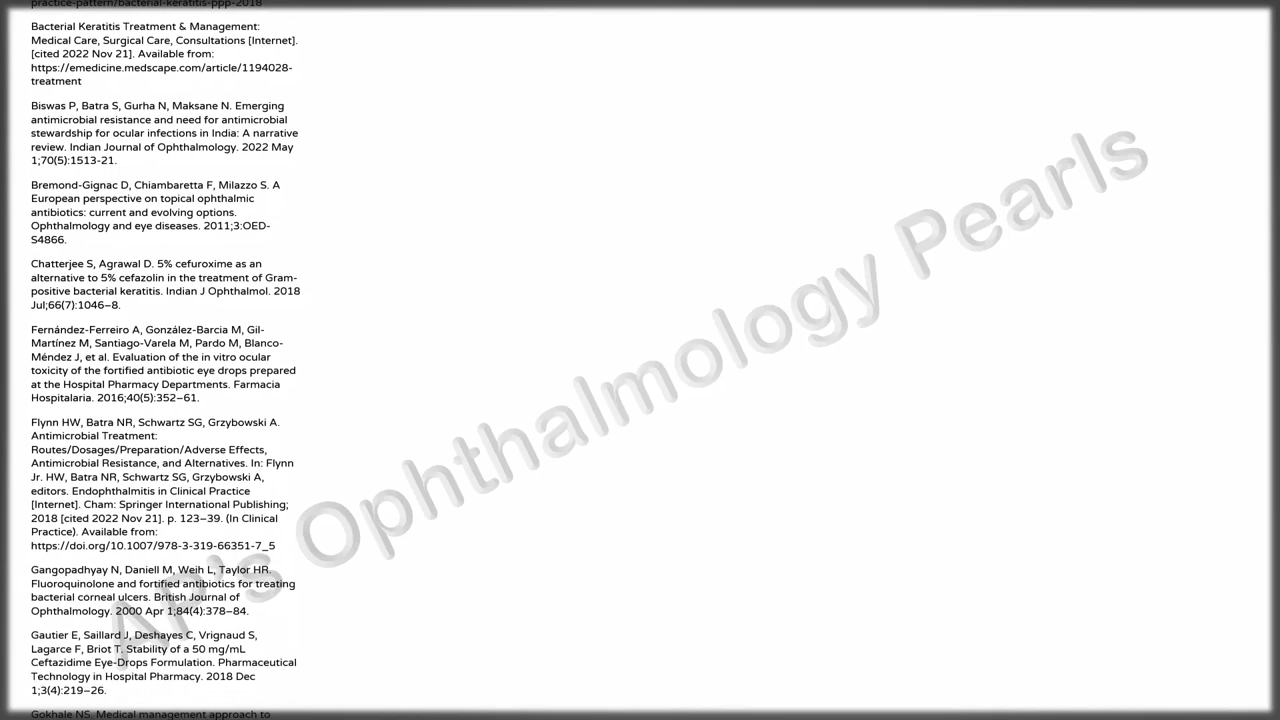 practice-pattern/bacterial-keratitis-ppp-2018
Bacterial Keratitis Treatment & Management:
Medical Care, Surgical Care, Consultations [Internet].
[cited 2022 Nov 21]. Available from:
https://emedicine.medscape.com/article/1194028-
treatment
Biswas P, Batra S, Gurha N, Maksane N. Emerging
antimicrobial resistance and need for antimicrobial
stewardship for ocular infections in India: A narrative
review. Indian Journal of Ophthalmology. 2022 May
1;70(5):1513-21.
Bremond-Gignac D, Chiambaretta F, Milazzo S. A
European perspective on topical ophthalmic
antibiotics: current and evolving options.
Ophthalmology and eye diseases. 2011;3:OED-
S4866.
Chatterjee S, Agrawal D. 5% cefuroxime as an
alternative to 5% cefazolin in the treatment of Gram-
positive bacterial keratitis. Indian J Ophthalmol. 2018
Jul;66(7):1046–8.
Fernández-Ferreiro A, González-Barcia M, Gil-
Martínez M, Santiago-Varela M, Pardo M, Blanco-
Méndez J, et al. Evaluation of the in vitro ocular
toxicity of the fortified antibiotic eye drops prepared
at the Hospital Pharmacy Departments. Farmacia
Hospitalaria. 2016;40(5):352–61.
Flynn HW, Batra NR, Schwartz SG, Grzybowski A.
Antimicrobial Treatment:
Routes/Dosages/Preparation/Adverse Effects,
Antimicrobial Resistance, and Alternatives. In: Flynn
Jr. HW, Batra NR, Schwartz SG, Grzybowski A,
editors. Endophthalmitis in Clinical Practice
[Internet]. Cham: Springer International Publishing;
2018 [cited 2022 Nov 21]. p. 123–39. (In Clinical
Practice). Available from:
https://doi.org/10.1007/978-3-319-66351-7_5
Gangopadhyay N, Daniell M, Weih L, Taylor HR.
Fluoroquinolone and fortified antibiotics for treating
bacterial corneal ulcers. British Journal of
Ophthalmology. 2000 Apr 1;84(4):378–84.
Gautier E, Saillard J, Deshayes C, Vrignaud S,
Lagarce F, Briot T. Stability of a 50 mg/mL
Ceftazidime Eye-Drops Formulation. Pharmaceutical
Technology in Hospital Pharmacy. 2018 Dec
1;3(4):219–26.
Gokhale NS. Medical management approach to
AP's Ophthalmology Pearls